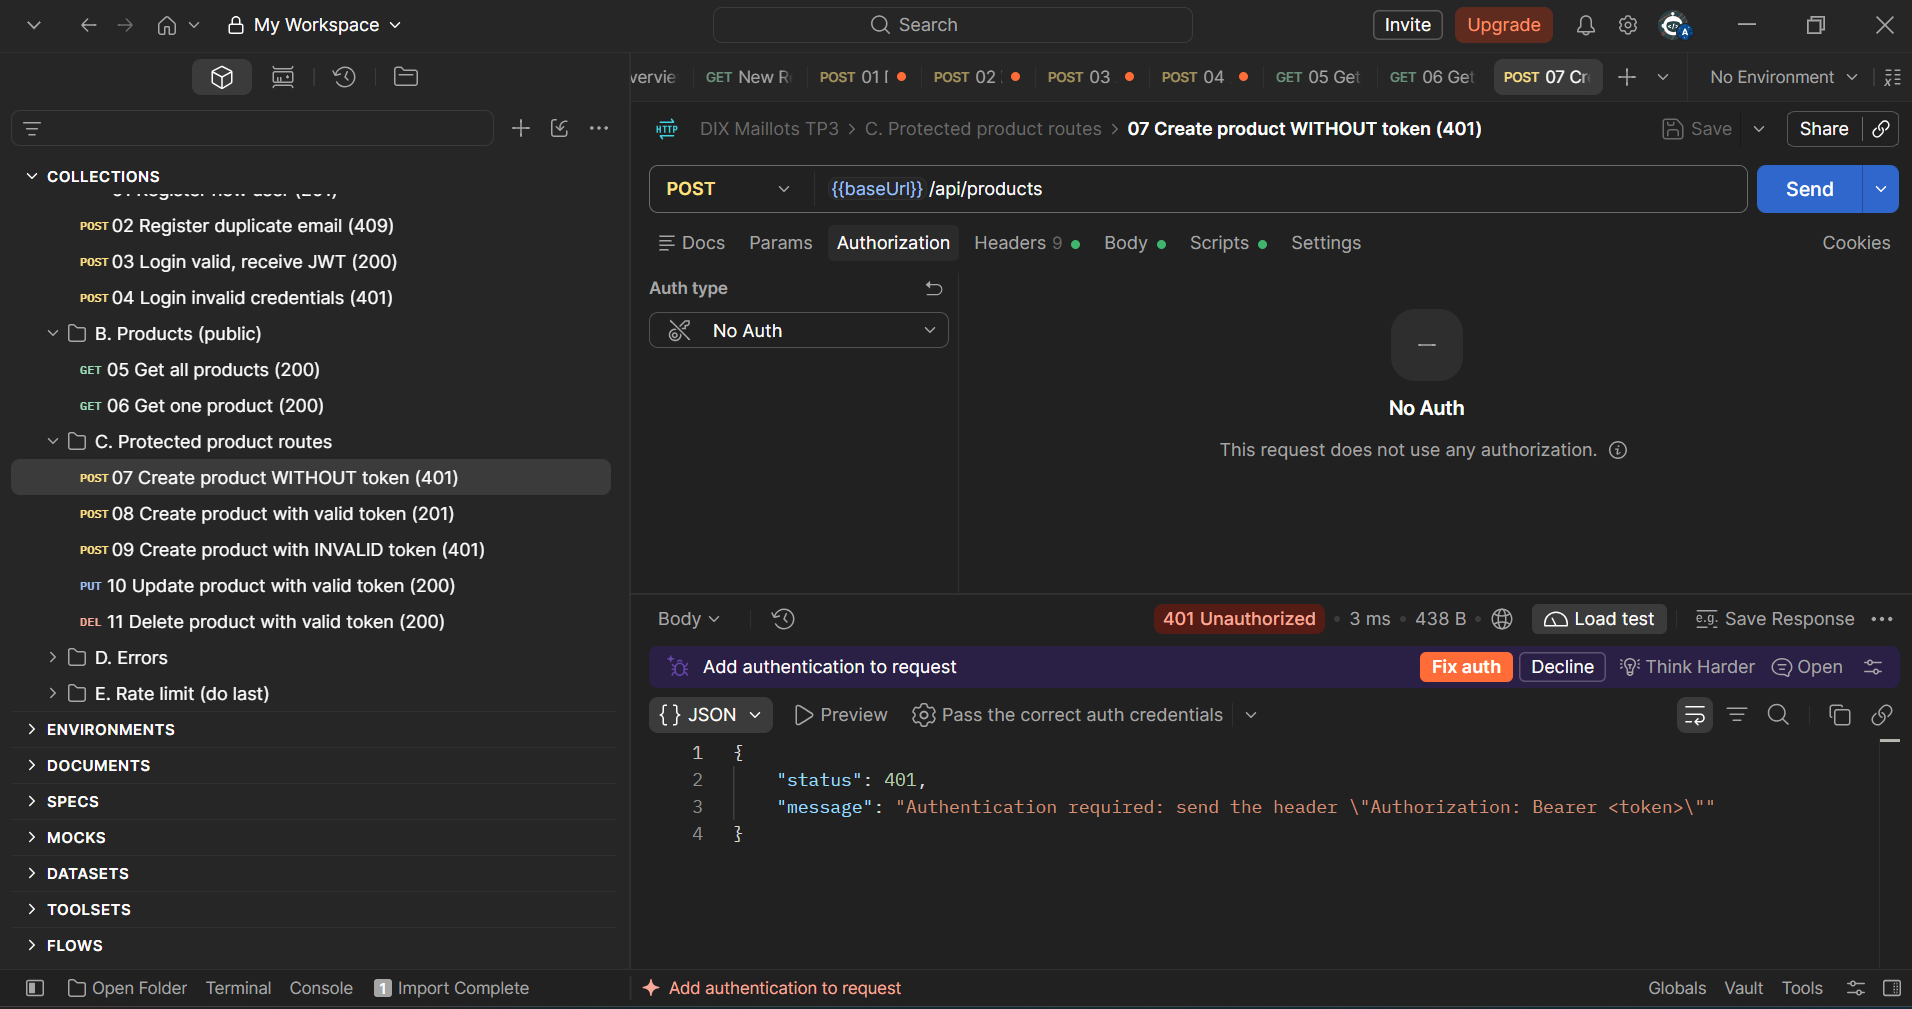 My Workspace
Search
Invite
Upgrade
GET New R
POST 01
POST 02
POST 03
POST 04
GET 05 Get
GET 06 Get
POST 07 Cr
No Environment
COLLECTIONS
01 Register new user (201)
POST 02 Register duplicate email (409)
POST 03 Login valid, receive JWT (200)
POST 04 Login invalid credentials (401)
B. Products (public)
GET 05 Get all products (200)
GET 06 Get one product (200)
C. Protected product routes
POST 07 Create product WITHOUT token (401)
POST 08 Create product with valid token (201)
POST 09 Create product with INVALID token (401)
PUT 10 Update product with valid token (200)
DEL 11 Delete product with valid token (200)
D. Errors
E. Rate limit (do last)
ENVIRONMENTS
DOCUMENTS
SPECS
MOCKS
DATASETS
TOOLSETS
FLOWS
HTTP DIX Maillots TP3 > C. Protected product routes > 07 Create product WITHOUT token (401)
Save
Share
POST
{{baseUrl}} /api/products
Send
Docs Params Authorization Headers 9 Body Scripts Settings
Cookies
Auth type
No Auth
No Auth
This request does not use any authorization.
Body
401 Unauthorized • 3 ms • 438 B
Load test
e.g. Save Response
Add authentication to request
Fix auth
Decline
Think Harder
Open
{} JSON
Preview
Pass the correct auth credentials
1 {
2 "status": 401,
3 "message": "Authentication required: send the header \"Authorization: Bearer <token>\""
4 }
Open Folder Terminal Console 1 Import Complete
Add authentication to request
Globals Vault Tools